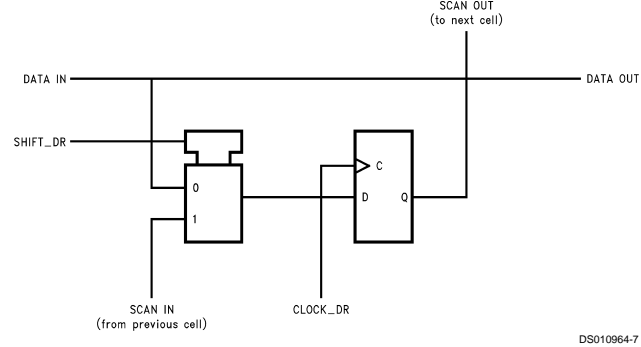 SCAN OUT
(to next cell)
DATA IN
DATA OUT
SHIFT_DR
C
0
D
Q
1
SCAN IN
(from previous cell)
CLOCK_DR
DS010964-7